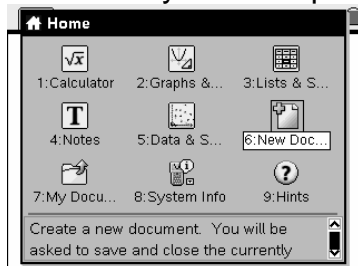 Home
1:Calculator 2:Graphs &... 3:Lists & S...
4:Notes 5:Data & S... 6:New Doc...
7:My Docu... 8:System Info 9:Hints
Create a new document. You will be
asked to save and close the currently